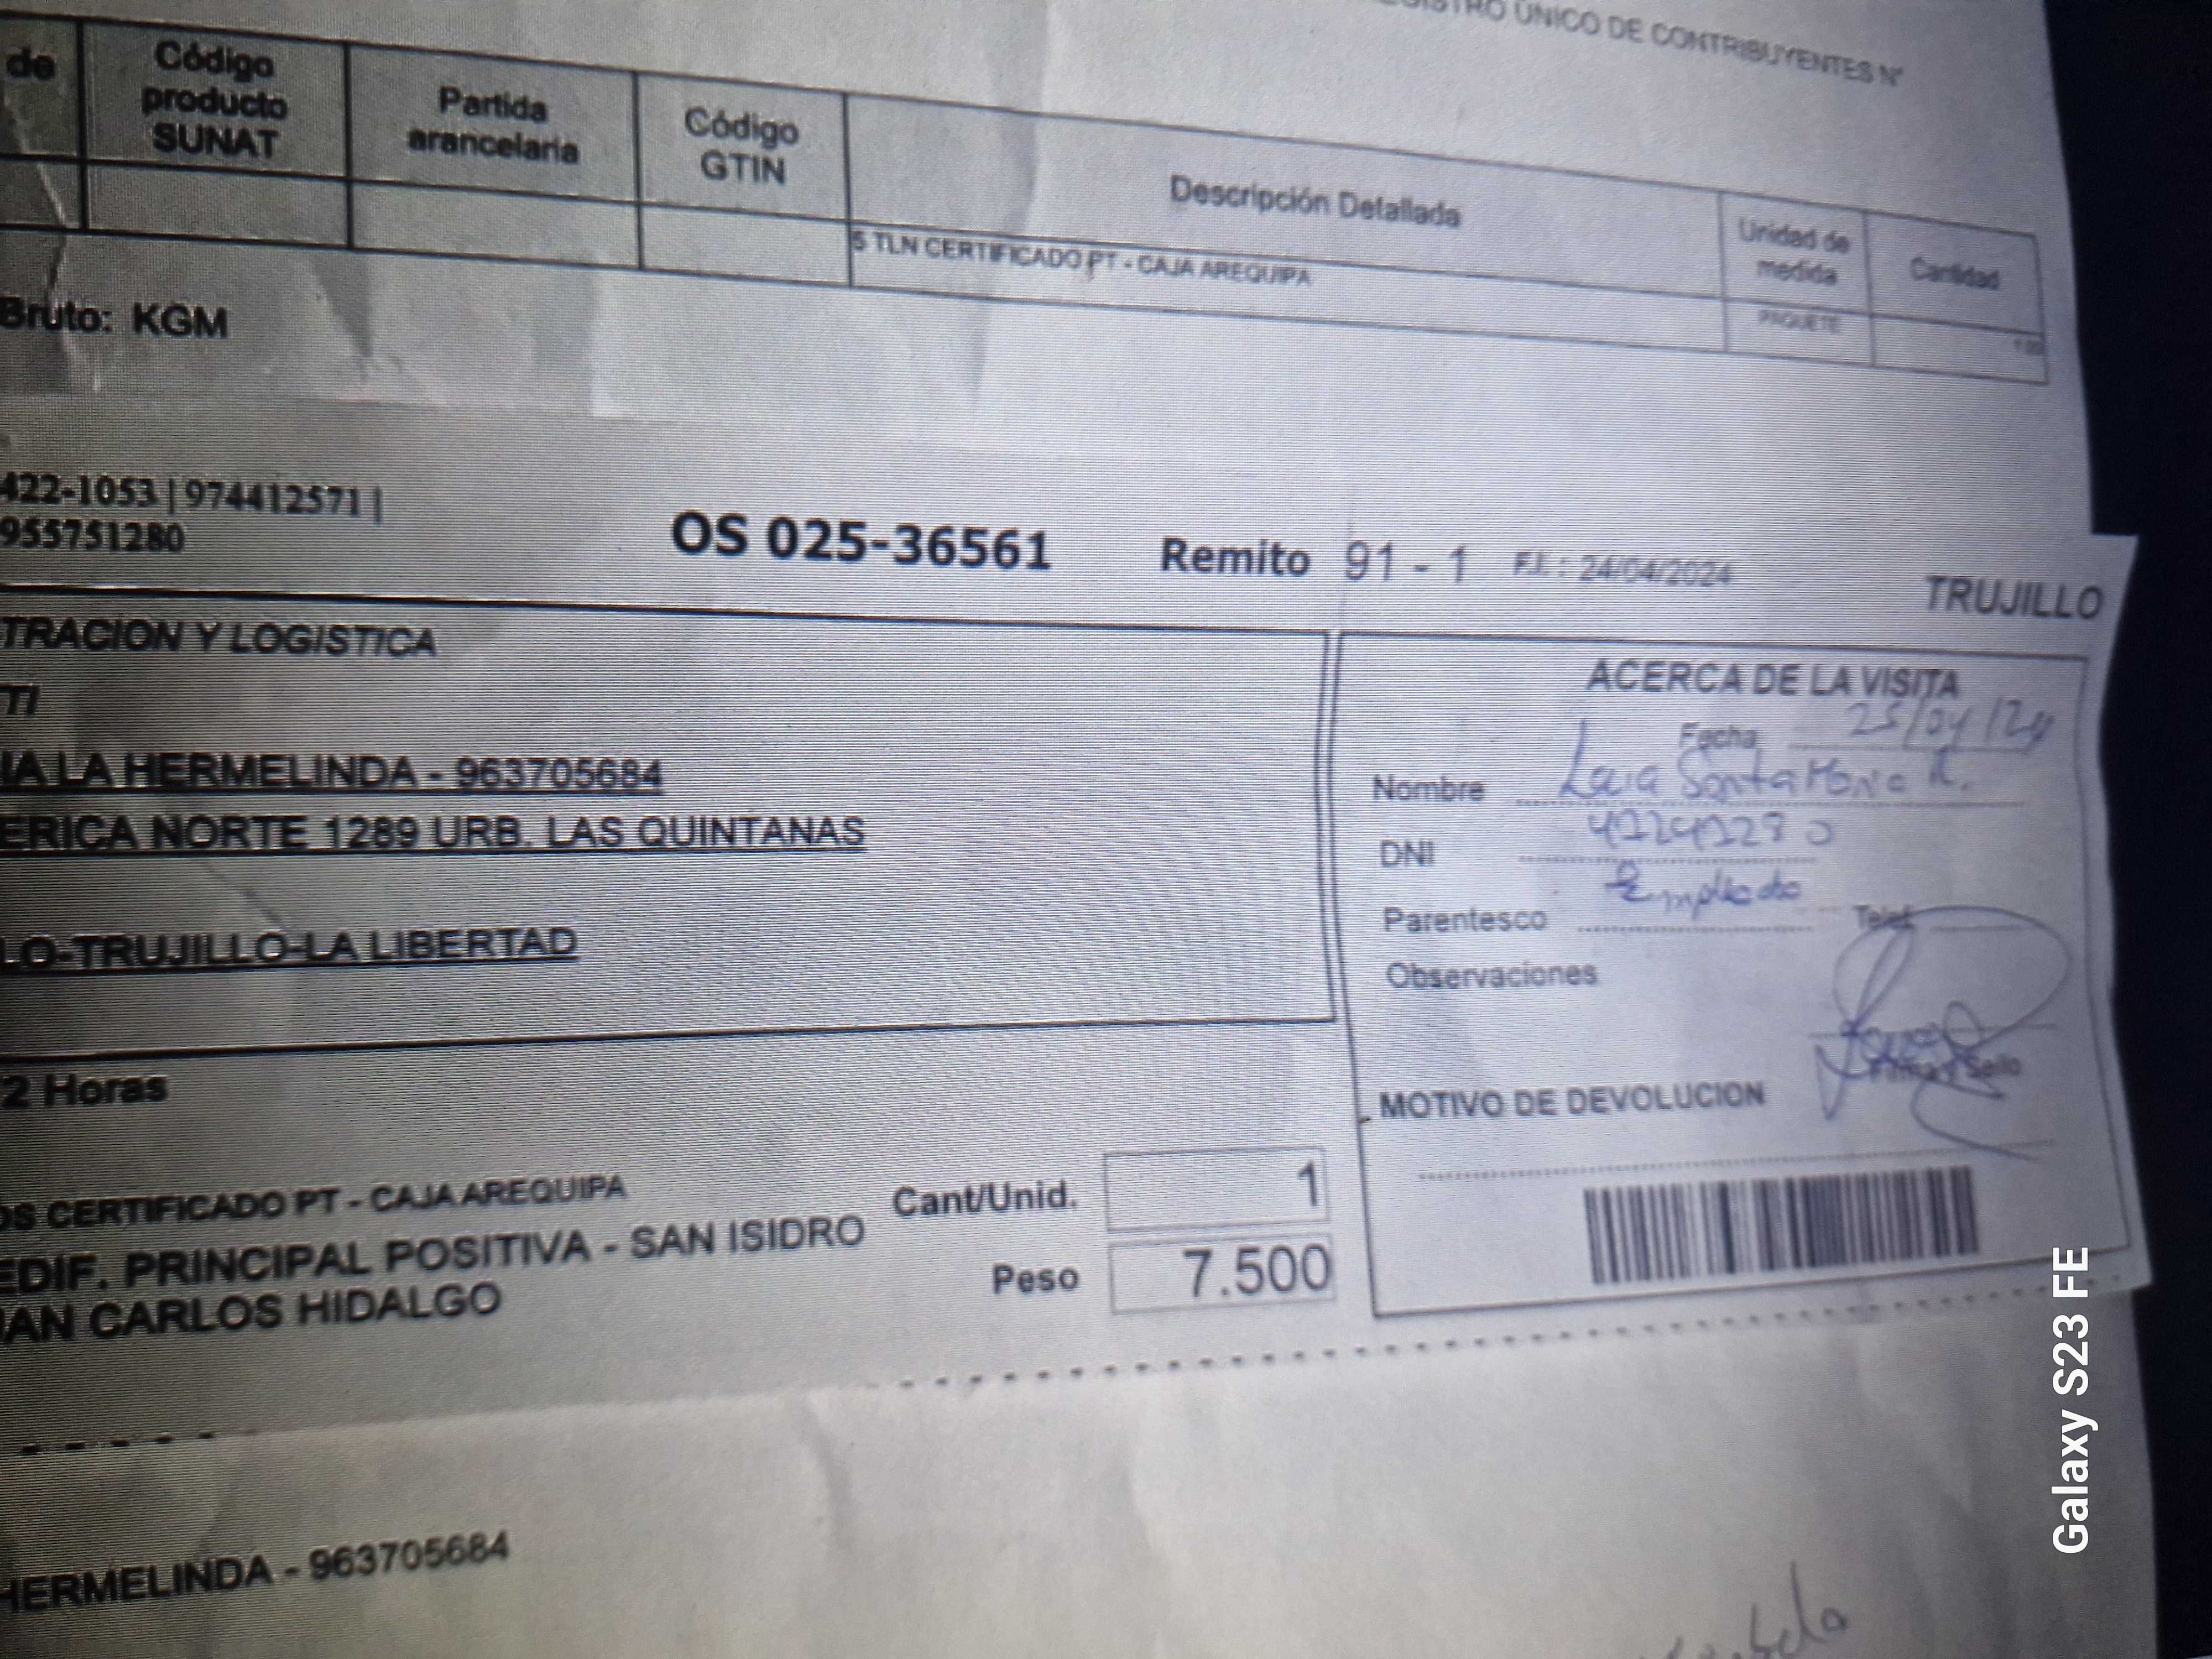 REGISTRO ÚNICO DE CONTRIBUYENTES N°
de
Código producto SUNAT
Partida arancelaria
Código GTIN
Descripción Detallada
Unidad de medida
Cantidad
5 TLN CERTIFICADO PT - CAJA AREQUIPA
PAQUETE
1.00
Bruto: KGM
422-1053 | 974412571 |
955751280
OS 025-36561
Remito 91 - 1
F.I. : 24/04/2024
TRUJILLO
TRACION Y LOGISTICA
TI
IA LA HERMELINDA - 963705684
ERICA NORTE 1289 URB. LAS QUINTANAS
LO-TRUJILLO-LA LIBERTAD
2 Horas
OS CERTIFICADO PT - CAJA AREQUIPA
EDIF. PRINCIPAL POSITIVA - SAN ISIDRO
AN CARLOS HIDALGO
Cant/Unid. 1
Peso 7.500
ACERCA DE LA VISITA
Fecha 25/04/24
Nombre
DNI
Parentesco Empleado
Telef.
Observaciones
Firma y Sello
MOTIVO DE DEVOLUCION
HERMELINDA - 963705684
Galaxy S23 FE